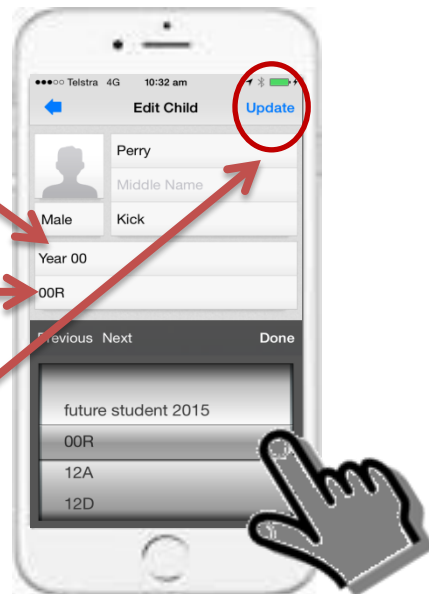 Telstra 4G 10:32 am
Edit Child Update
Perry
Middle Name
Male Kick
Year 00
00R
Previous Next Done
future student 2015
00R
12A
12D